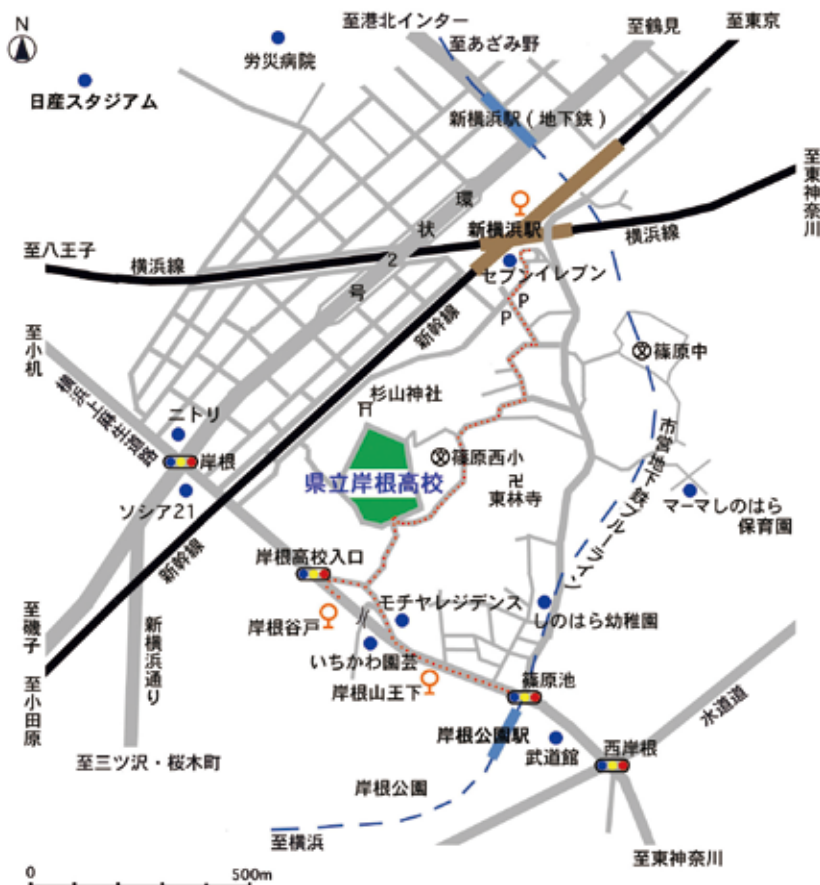 N
至港北インター
至鶴見
至東京
至あざみ野
労災病院
日産スタジアム
新横浜駅(地下鉄)
至東神奈川
環状2号
新横浜駅
横浜線
至八王子
横浜線
セブンイレブン
P
P
新幹線
至小机
横浜上麻生道路
篠原中
杉山神社
ニトリ
岸根
篠原西小
県立岸根高校
東林寺
市営地下鉄ブルーライン
マーマしのはら
保育園
ソシア21
新幹線
岸根高校入口
モチヤレジデンス
しのはら幼稚園
岸根谷戸
至磯子
新横浜通り
いちかわ園芸
岸根山王下
篠原池
水道道
至小田原
岸根公園駅
武道館
西岸根
至三ツ沢・桜木町
岸根公園
至横浜
至東神奈川
0
500m